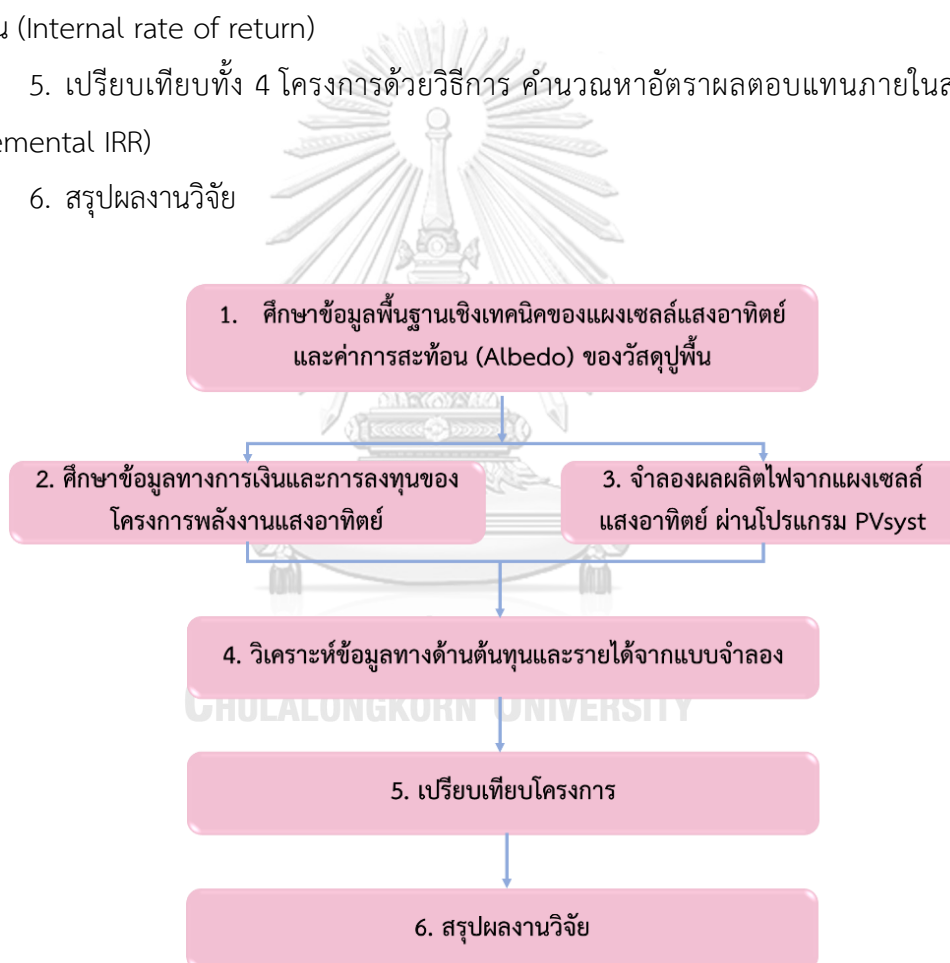 น (Internal rate of return)
5. เปรียบเทียบทั้ง 4 โครงการด้วยวิธีการ คำนวณหาอัตราผลตอบแทนภายในส
emental IRR)
6. สรุปผลงานวิจัย
1. ศึกษาข้อมูลพื้นฐานเชิงเทคนิคของแผงเซลล์แสงอาทิตย์
และค่าการสะท้อน (Albedo) ของวัสดุปูพื้น
2. ศึกษาข้อมูลทางการเงินและการลงทุนของ
โครงการพลังงานแสงอาทิตย์
3. จำลองผลผลิตไฟจากแผงเซลล์
แสงอาทิตย์ ผ่านโปรแกรม PVsyst
4. วิเคราะห์ข้อมูลทางด้านต้นทุนและรายได้จากแบบจำลอง
CHULALONGKORN UNIVERSITY
5. เปรียบเทียบโครงการ
6. สรุปผลงานวิจัย